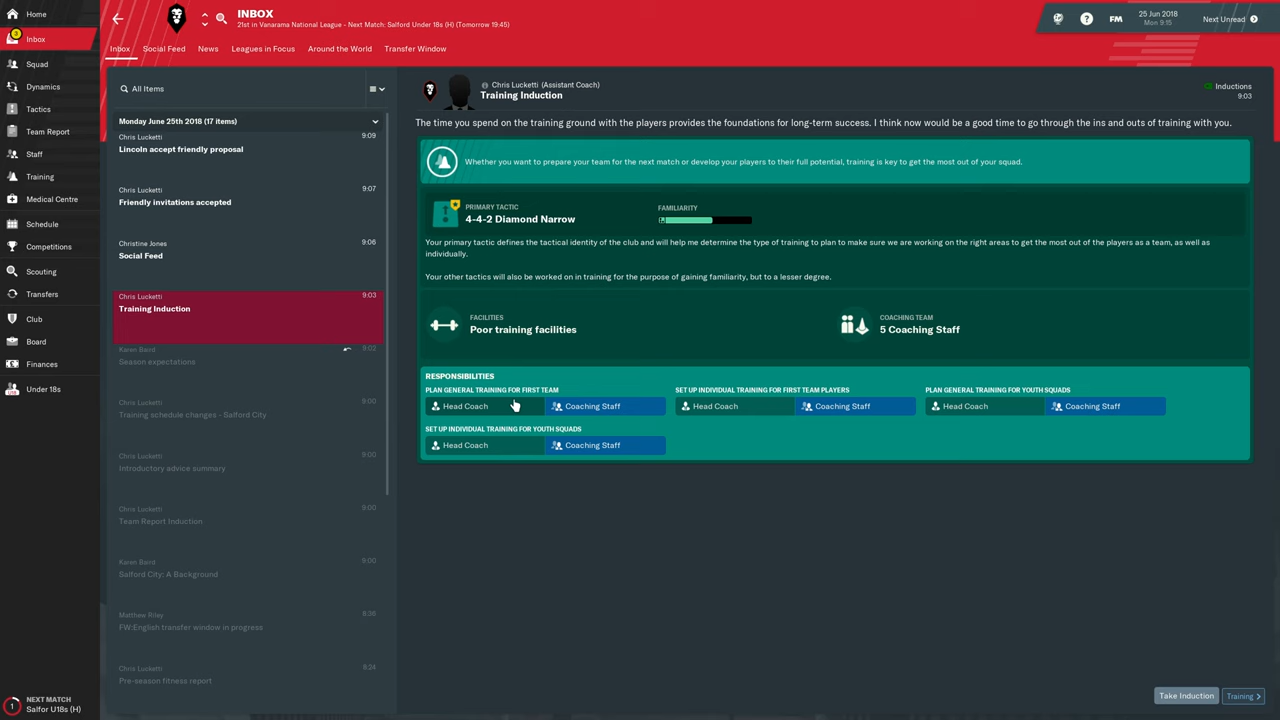 Home
Inbox
3
Squad
Dynamics
Tactics
Team Report
Staff
Training
Medical Centre
Schedule
Competitions
Scouting
Transfers
Club
Board
Finances
Under 18s
1
NEXT MATCH
Salfor U18s (H)
INBOX
21st in Vanarama National League - Next Match: Salford Under 18s (H) (Tomorrow 19:45)
FM
25 Jun 2018
Mon 9:15
Next Unread
Inbox
Social Feed
News
Leagues in Focus
Around the World
Transfer Window
All Items
Monday June 25th 2018 (17 items)
Chris Lucketti
9:09
Lincoln accept friendly proposal
Chris Lucketti
9:07
Friendly invitations accepted
Christine Jones
9:06
Social Feed
Chris Lucketti
9:03
Training Induction
Karen Baird
9:02
Season expectations
Chris Lucketti
9:00
Training schedule changes - Salford City
Chris Lucketti
9:00
Introductory advice summary
Chris Lucketti
9:00
Team Report Induction
Karen Baird
9:00
Salford City: A Background
Matthew Riley
8:36
FW:English transfer window in progress
Chris Lucketti
8:24
Pre-season fitness report
Chris Lucketti (Assistant Coach)
Training Induction
Inductions
9:03
The time you spend on the training ground with the players provides the foundations for long-term success. I think now would be a good time to go through the ins and outs of training with you.
Whether you want to prepare your team for the next match or develop your players to their full potential, training is key to get the most out of your squad.
PRIMARY TACTIC
4-4-2 Diamond Narrow
FAMILIARITY
Your primary tactic defines the tactical identity of the club and will help me determine the type of training to plan to make sure we are working on the right areas to get the most out of the players as a team, as well as
individually.
Your other tactics will also be worked on in training for the purpose of gaining familiarity, but to a lesser degree.
FACILITIES
Poor training facilities
COACHING TEAM
5 Coaching Staff
RESPONSIBILITIES
PLAN GENERAL TRAINING FOR FIRST TEAM
Head Coach
Coaching Staff
SET UP INDIVIDUAL TRAINING FOR FIRST TEAM PLAYERS
Head Coach
Coaching Staff
PLAN GENERAL TRAINING FOR YOUTH SQUADS
Head Coach
Coaching Staff
SET UP INDIVIDUAL TRAINING FOR YOUTH SQUADS
Head Coach
Coaching Staff
Take Induction
Training